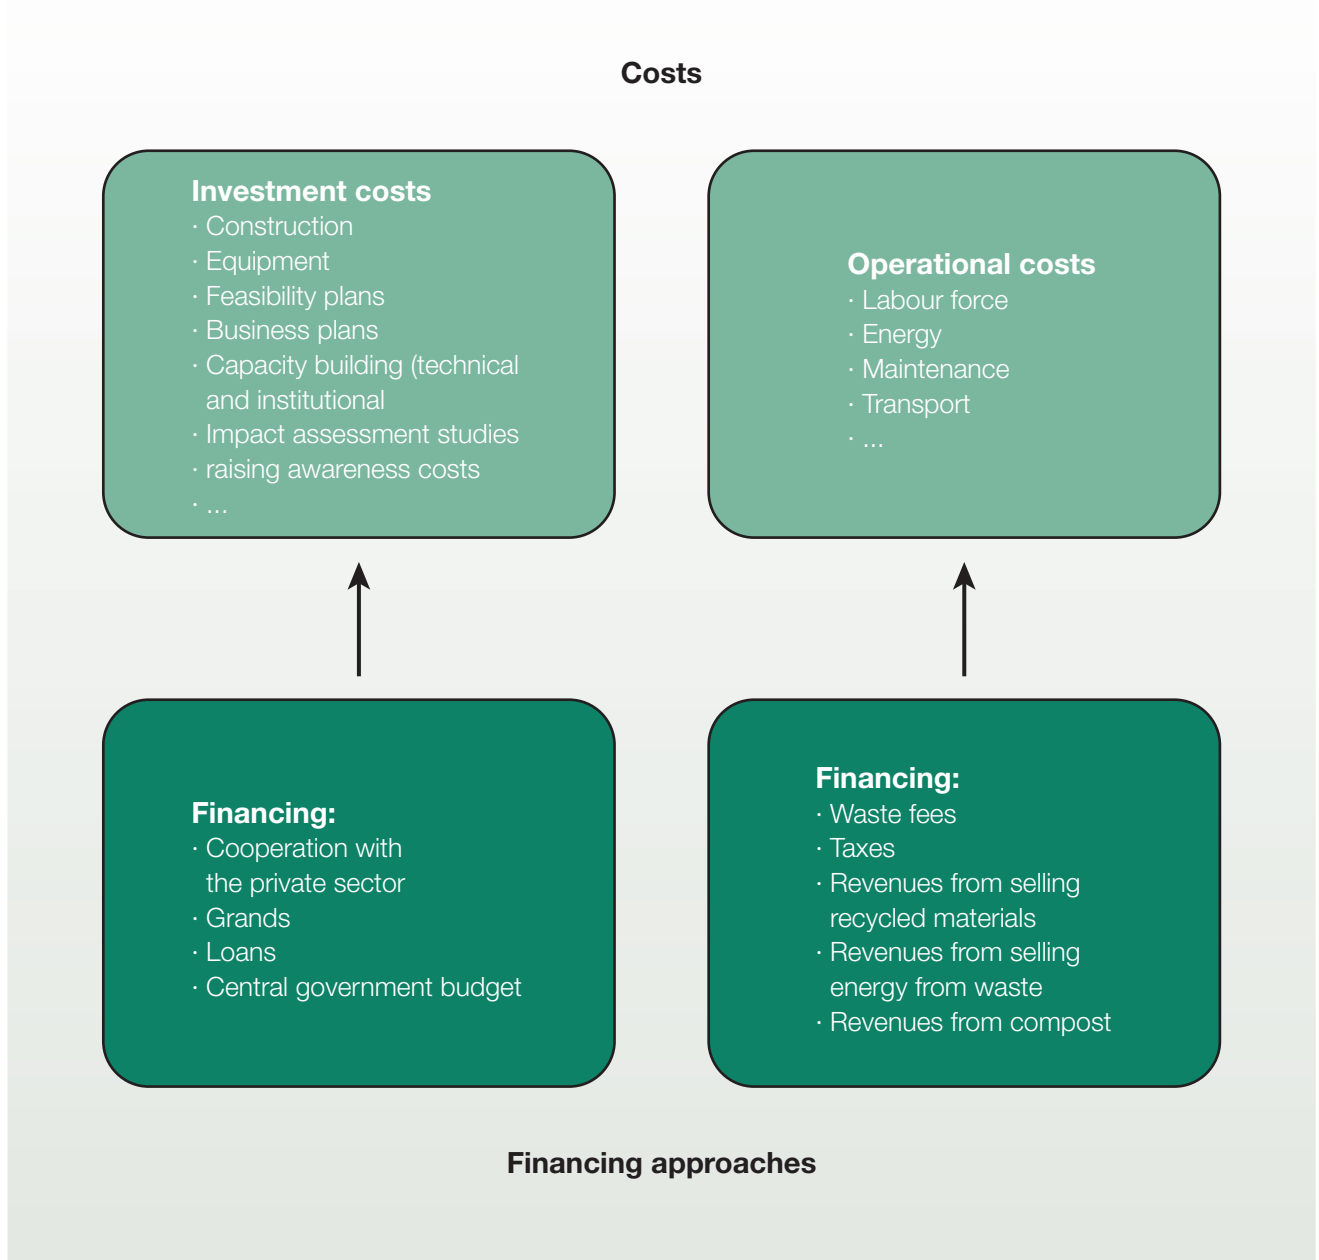 Costs
Investment costs
· Construction
· Equipment
· Feasibility plans
· Business plans
· Capacity building (technical
and institutional
· Impact assessment studies
· raising awareness costs
· ...
Operational costs
· Labour force
· Energy
· Maintenance
· Transport
· ...
Financing:
· Cooperation with
the private sector
· Grands
· Loans
· Central government budget
Financing:
· Waste fees
· Taxes
· Revenues from selling
recycled materials
· Revenues from selling
energy from waste
· Revenues from compost
Financing approaches